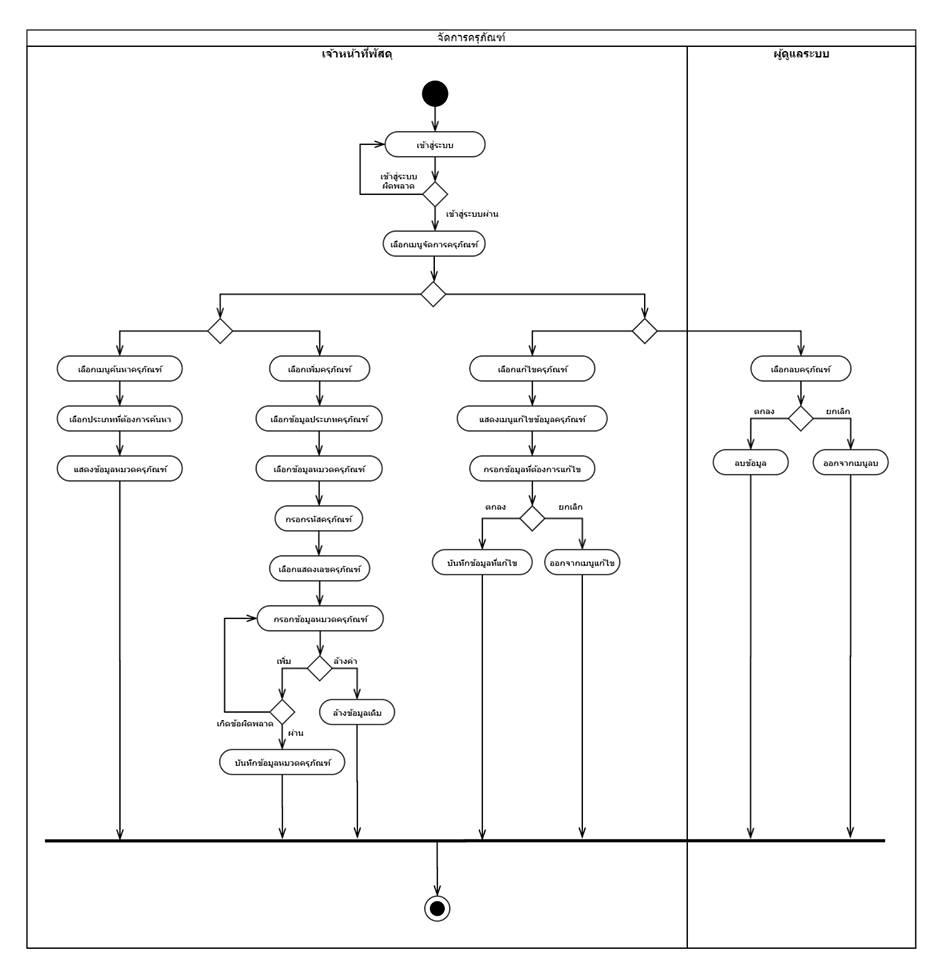 จัดการครุภัณฑ์
เจ้าหน้าที่พัสดุ
ผู้ดูแลระบบ
เข้าสู่ระบบ
เข้าสู่ระบบ
ผิดพลาด
เข้าสู่ระบบผ่าน
เลือกเมนูจัดการครุภัณฑ์
เลือกเมนูค้นหาครุภัณฑ์
เลือกเพิ่มครุภัณฑ์
เลือกแก้ไขครุภัณฑ์
เลือกลบครุภัณฑ์
เลือกประเภทที่ต้องการค้นหา
เลือกข้อมูลประเภทครุภัณฑ์
แสดงเมนูแก้ไขข้อมูลครุภัณฑ์
ตกลง
ยกเลิก
แสดงข้อมูลหมวดครุภัณฑ์
เลือกข้อมูลหมวดครุภัณฑ์
กรอกข้อมูลที่ต้องการแก้ไข
ลบข้อมูล
ออกจากเมนูลบ
กรอกรหัสครุภัณฑ์
ตกลง
ยกเลิก
เลือกแสดงเลขครุภัณฑ์
บันทึกข้อมูลที่แก้ไข
ออกจากเมนูแก้ไข
กรอกข้อมูลหมวดครุภัณฑ์
เพิ่ม
ล้างค่า
ล้างข้อมูลเดิม
เกิดข้อผิดพลาด
ผ่าน
บันทึกข้อมูลหมวดครุภัณฑ์